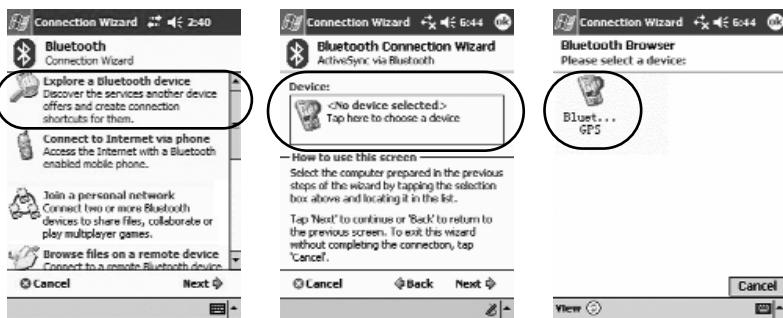 Connection Wizard 2:40
Bluetooth
Connection Wizard
Explore a Bluetooth device
Discover the services another device
offers and create connection
shortcuts for them.
Connect to Internet via phone
Access the Internet with a Bluetooth
enabled mobile phone.
Join a personal network
Connect two or more Bluetooth
devices to share files, collaborate or
play multiplayer games.
Browse files on a remote device
Connect to a remote Bluetooth device
Cancel Next
Connection Wizard 6:44 ok
Bluetooth Connection Wizard
ActiveSync via Bluetooth
Device:
<No device selected>
Tap here to choose a device
How to use this screen
Select the computer prepared in the previous
steps of the wizard by tapping the selection
box above and locating it in the list.
Tap 'Next' to continue or 'Back' to return to
the previous screen. To exit this wizard
without completing the connection, tap
'Cancel'.
Cancel Back Next
Connection Wizard 6:44 ok
Bluetooth Browser
Please select a device:
Bluet...
GPS
Cancel
View